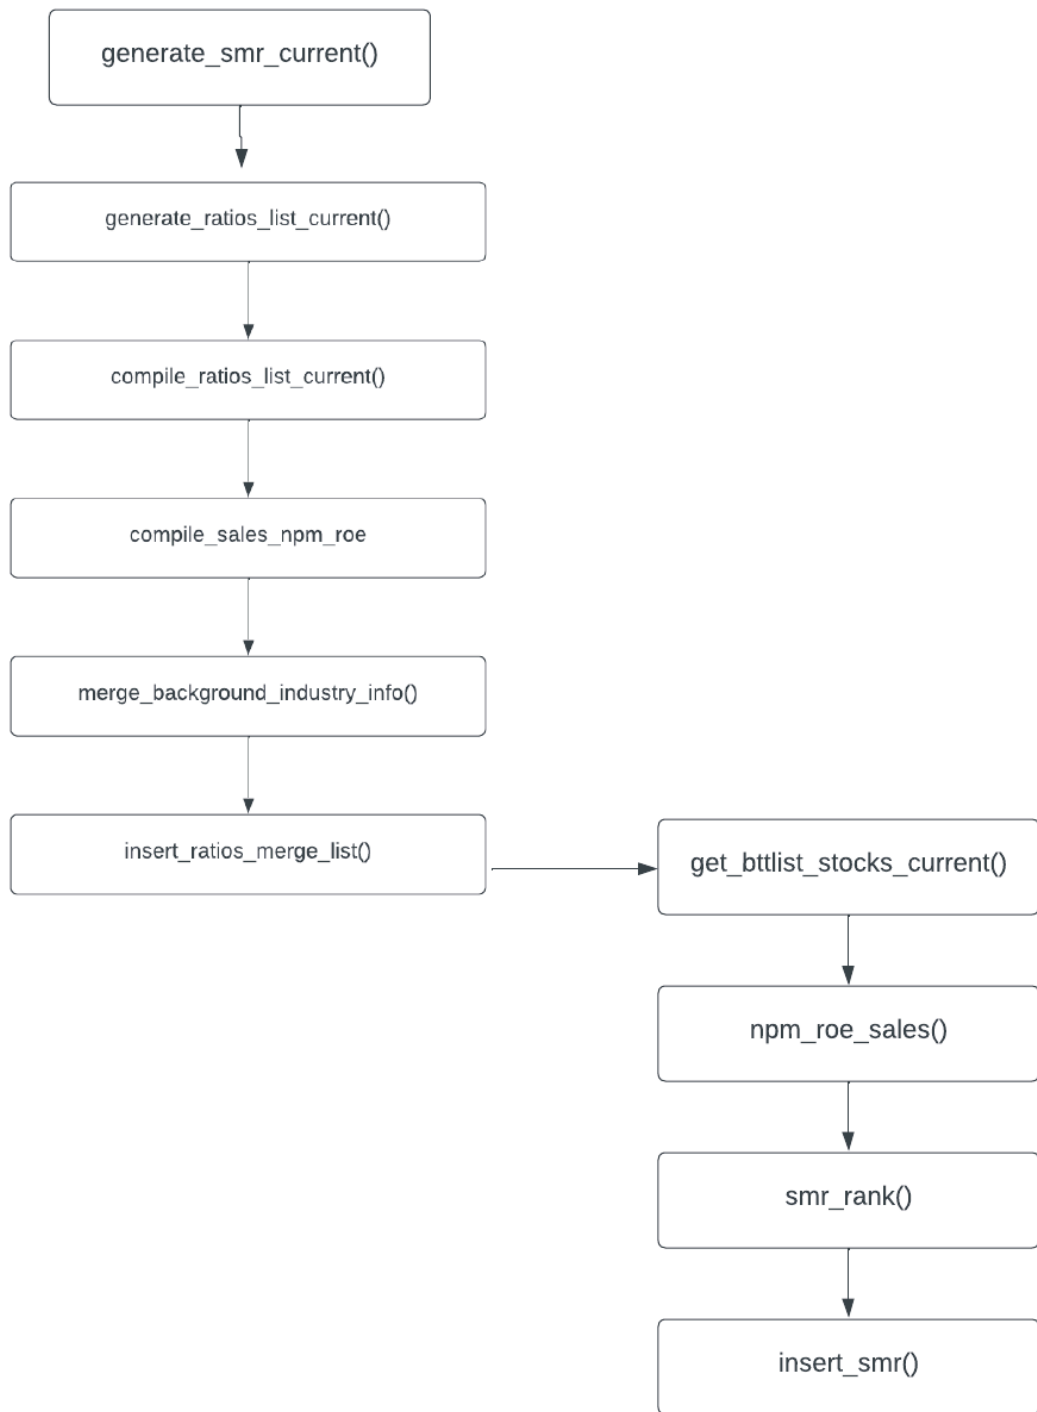 generate_smr_current()
generate_ratios_list_current()
compile_ratios_list_current()
compile_sales_npm_roe
merge_background_industry_info()
insert_ratios_merge_list()
get_bttlist_stocks_current()
npm_roe_sales()
smr_rank()
insert_smr()